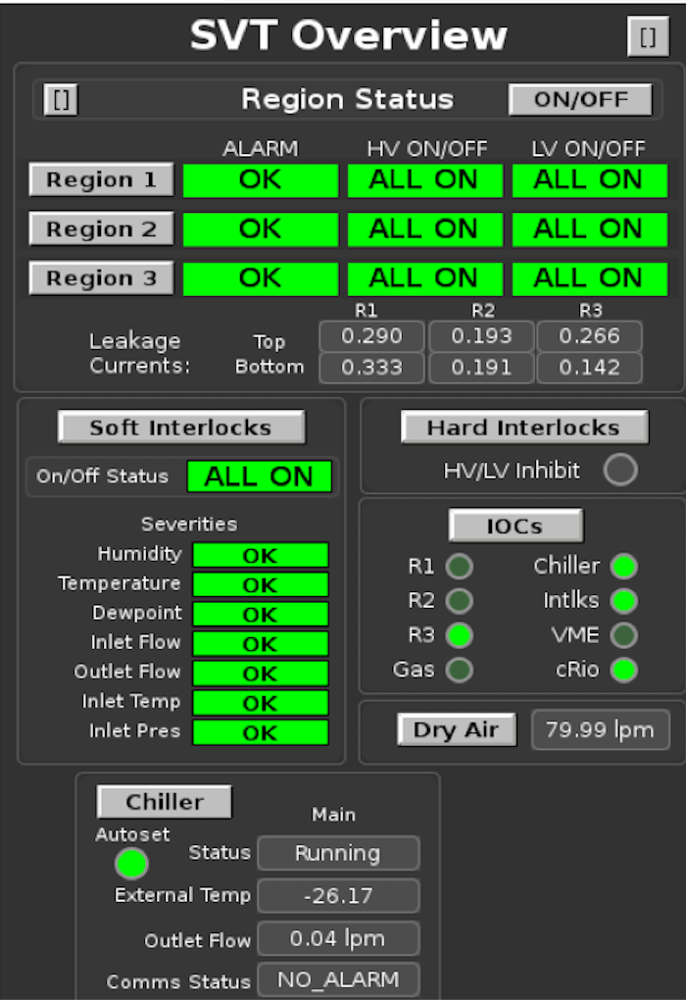 SVT Overview []
[] Region Status ON/OFF
ALARM HV ON/OFF LV ON/OFF
Region 1 OK ALL ON ALL ON
Region 2 OK ALL ON ALL ON
Region 3 OK ALL ON ALL ON
R1 R2 R3
Leakage Top 0.290 0.193 0.266
Currents: Bottom 0.333 0.191 0.142
Soft Interlocks
On/Off Status ALL ON
Severities
Humidity OK
Temperature OK
Dewpoint OK
Inlet Flow OK
Outlet Flow OK
Inlet Temp OK
Inlet Pres OK
Hard Interlocks
HV/LV Inhibit
IOCs
R1 Chiller
R2 Intlks
R3 VME
Gas cRio
Dry Air 79.99 lpm
Chiller
Main
Autoset
Status Running
External Temp -26.17
Outlet Flow 0.04 lpm
Comms Status NO_ALARM